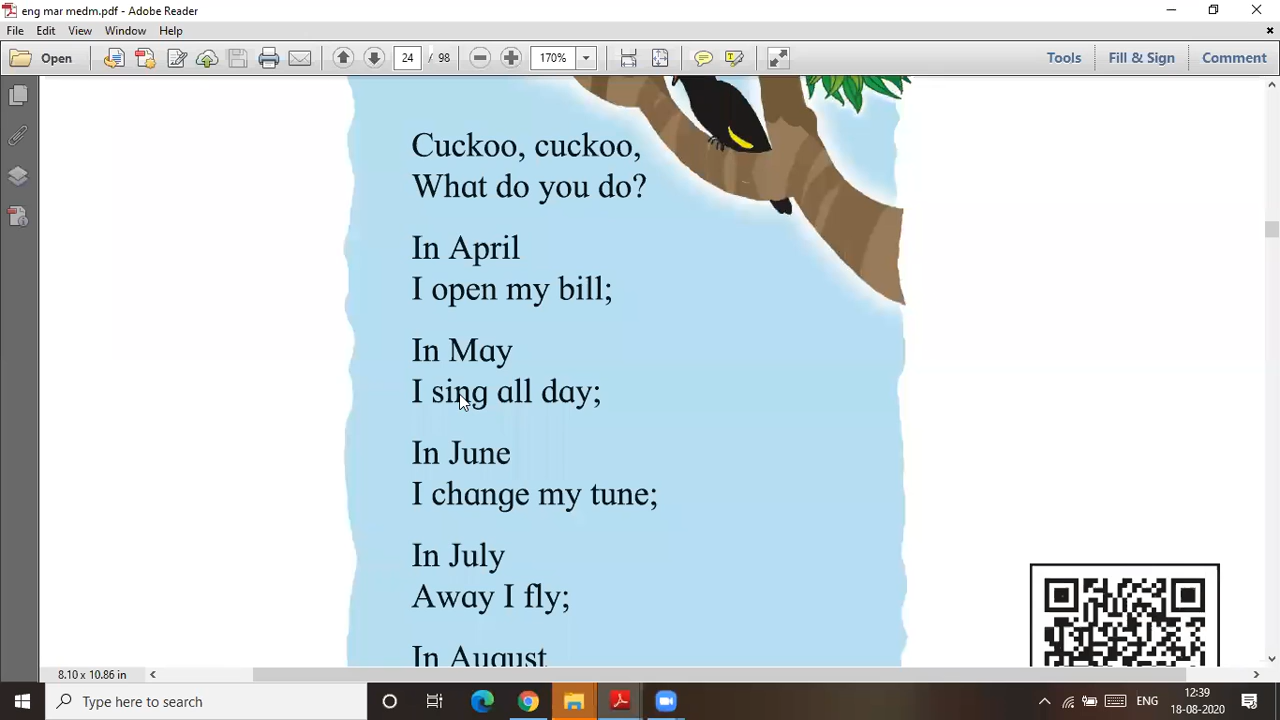 eng mar medm.pdf - Adobe Reader
File Edit View Window Help
Open 24 / 98 170% Tools Fill & Sign Comment
Cuckoo, cuckoo,
What do you do?
In April
I open my bill;
In May
I sing all day;
In June
I change my tune;
In July
Away I fly;
In August
8.10 x 10.86 in
Type here to search
ENG
12:39
18-08-2020